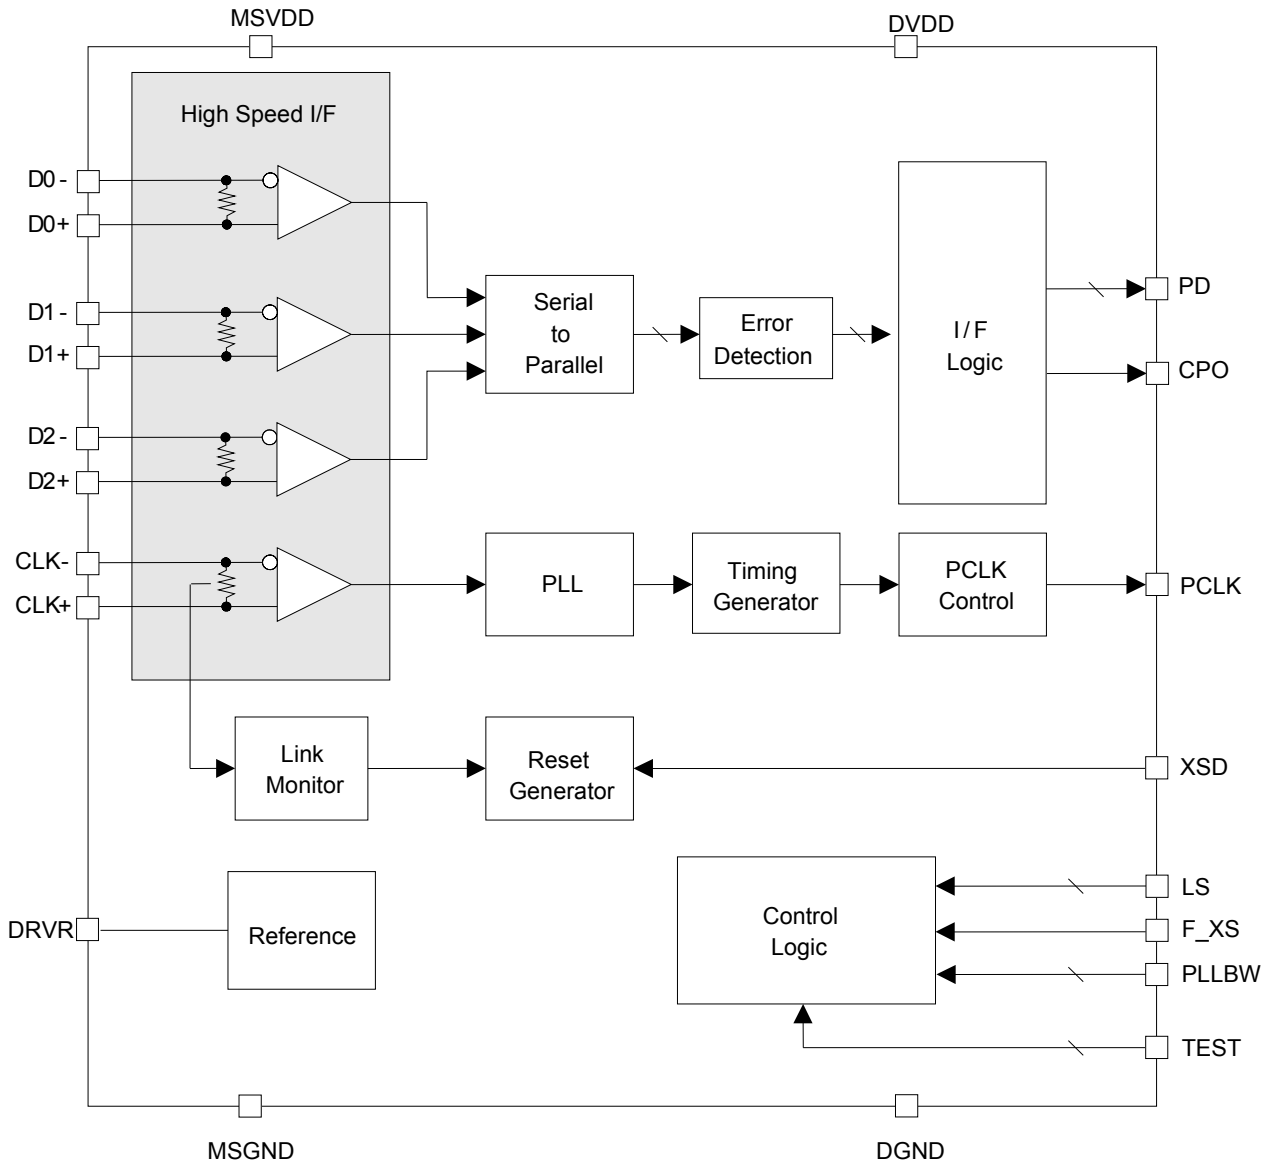 MSVDD
DVDD
High Speed I/F
D0-
D0+
D1-
D1+
D2-
D2+
CLK-
CLK+
Serial
to
Parallel
Error
Detection
I/F
Logic
PD
CPO
PLL
Timing
Generator
PCLK
Control
PCLK
Link
Monitor
Reset
Generator
XSD
DRVR
Reference
Control
Logic
LS
F_XS
PLLBW
TEST
MSGND
DGND